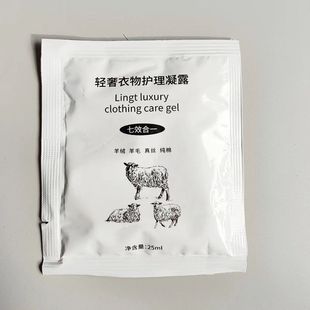 轻奢衣物护理凝露
Lingt luxury
clothing care gel
七效合一
羊绒 羊毛 真丝 纯棉
净含量:25ml